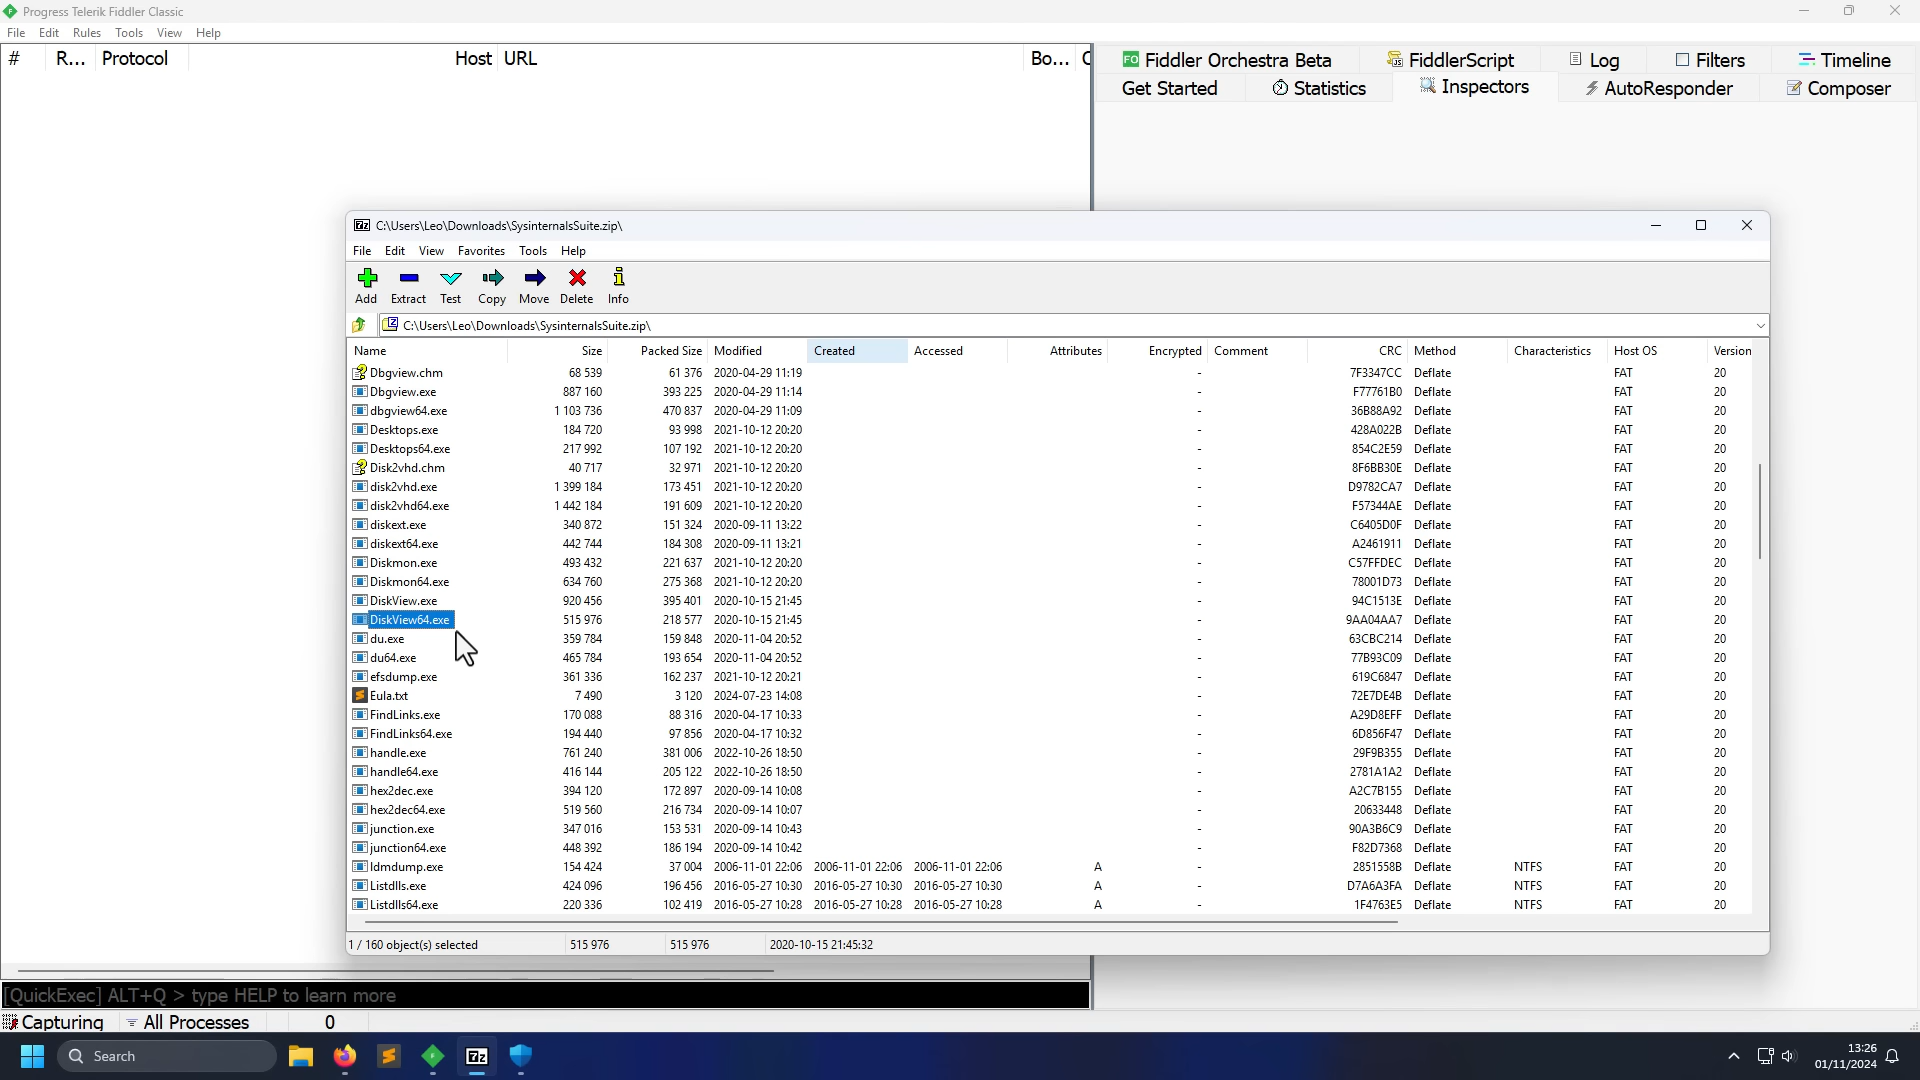 Progress Telerik Fiddler Classic
File Edit Rules Tools View Help
# R... Protocol Host URL Bo... C
FO Fiddler Orchestra Beta FiddlerScript Log Filters Timeline
Get Started Statistics Inspectors AutoResponder Composer
7z C:\Users\Leo\Downloads\SysinternalsSuite.zip\
File Edit View Favorites Tools Help
Add Extract Test Copy Move Delete Info
C:\Users\Leo\Downloads\SysinternalsSuite.zip\
Name Size Packed Size Modified Created Accessed Attributes Encrypted Comment CRC Method Characteristics Host OS Version
Dbgview.chm 68 539 61 376 2020-04-29 11:19 - 7F3347CC Deflate FAT 20
Dbgview.exe 887 160 393 225 2020-04-29 11:14 - F77761B0 Deflate FAT 20
dbgview64.exe 1 103 736 470 837 2020-04-29 11:09 - 36B88A92 Deflate FAT 20
Desktops.exe 184 720 93 998 2021-10-12 20:20 - 428A022B Deflate FAT 20
Desktops64.exe 217 992 107 192 2021-10-12 20:20 - 854C2E59 Deflate FAT 20
Disk2vhd.chm 40 717 32 971 2021-10-12 20:20 - 8F6BB30E Deflate FAT 20
disk2vhd.exe 1 399 184 173 451 2021-10-12 20:20 - D9782CA7 Deflate FAT 20
disk2vhd64.exe 1 442 184 191 609 2021-10-12 20:20 - F57344AE Deflate FAT 20
diskext.exe 340 872 151 324 2020-09-11 13:22 - C6405D0F Deflate FAT 20
diskext64.exe 442 744 184 308 2020-09-11 13:21 - A2461911 Deflate FAT 20
Diskmon.exe 493 432 221 637 2021-10-12 20:20 - C57FFDEC Deflate FAT 20
Diskmon64.exe 634 760 275 368 2021-10-12 20:20 - 78001D73 Deflate FAT 20
DiskView.exe 920 456 395 401 2020-10-15 21:45 - 94C1513E Deflate FAT 20
DiskView64.exe 515 976 218 577 2020-10-15 21:45 - 9AA04AA7 Deflate FAT 20
du.exe 359 784 159 848 2020-11-04 20:52 - 63CBC214 Deflate FAT 20
du64.exe 465 784 193 654 2020-11-04 20:52 - 77B93C09 Deflate FAT 20
efsdump.exe 361 336 162 237 2021-10-12 20:21 - 619C6847 Deflate FAT 20
Eula.txt 7 490 3 120 2024-07-23 14:08 - 72E7DE4B Deflate FAT 20
FindLinks.exe 170 088 88 316 2020-04-17 10:33 - A29D8EFF Deflate FAT 20
FindLinks64.exe 194 440 97 856 2020-04-17 10:32 - 6D856F47 Deflate FAT 20
handle.exe 761 240 381 006 2022-10-26 18:50 - 29F9B355 Deflate FAT 20
handle64.exe 416 144 205 122 2022-10-26 18:50 - 2781A1A2 Deflate FAT 20
hex2dec.exe 394 120 172 897 2020-09-14 10:08 - A2C7B155 Deflate FAT 20
hex2dec64.exe 519 560 216 734 2020-09-14 10:07 - 20633448 Deflate FAT 20
junction.exe 347 016 153 531 2020-09-14 10:43 - 90A3B6C9 Deflate FAT 20
junction64.exe 448 392 186 194 2020-09-14 10:42 - F82D7368 Deflate FAT 20
ldmdump.exe 154 424 37 004 2006-11-01 22:06 2006-11-01 22:06 2006-11-01 22:06 A - 2851558B Deflate NTFS FAT 20
Listdlls.exe 424 096 196 456 2016-05-27 10:30 2016-05-27 10:30 2016-05-27 10:30 A - D7A6A3FA Deflate NTFS FAT 20
Listdlls64.exe 220 336 102 419 2016-05-27 10:28 2016-05-27 10:28 2016-05-27 10:28 A - 1F4763E5 Deflate NTFS FAT 20
1 / 160 object(s) selected 515 976 515 976 2020-10-15 21:45:32
[QuickExec] ALT+Q > type HELP to learn more
Capturing All Processes 0
Search 7z 13:26
01/11/2024